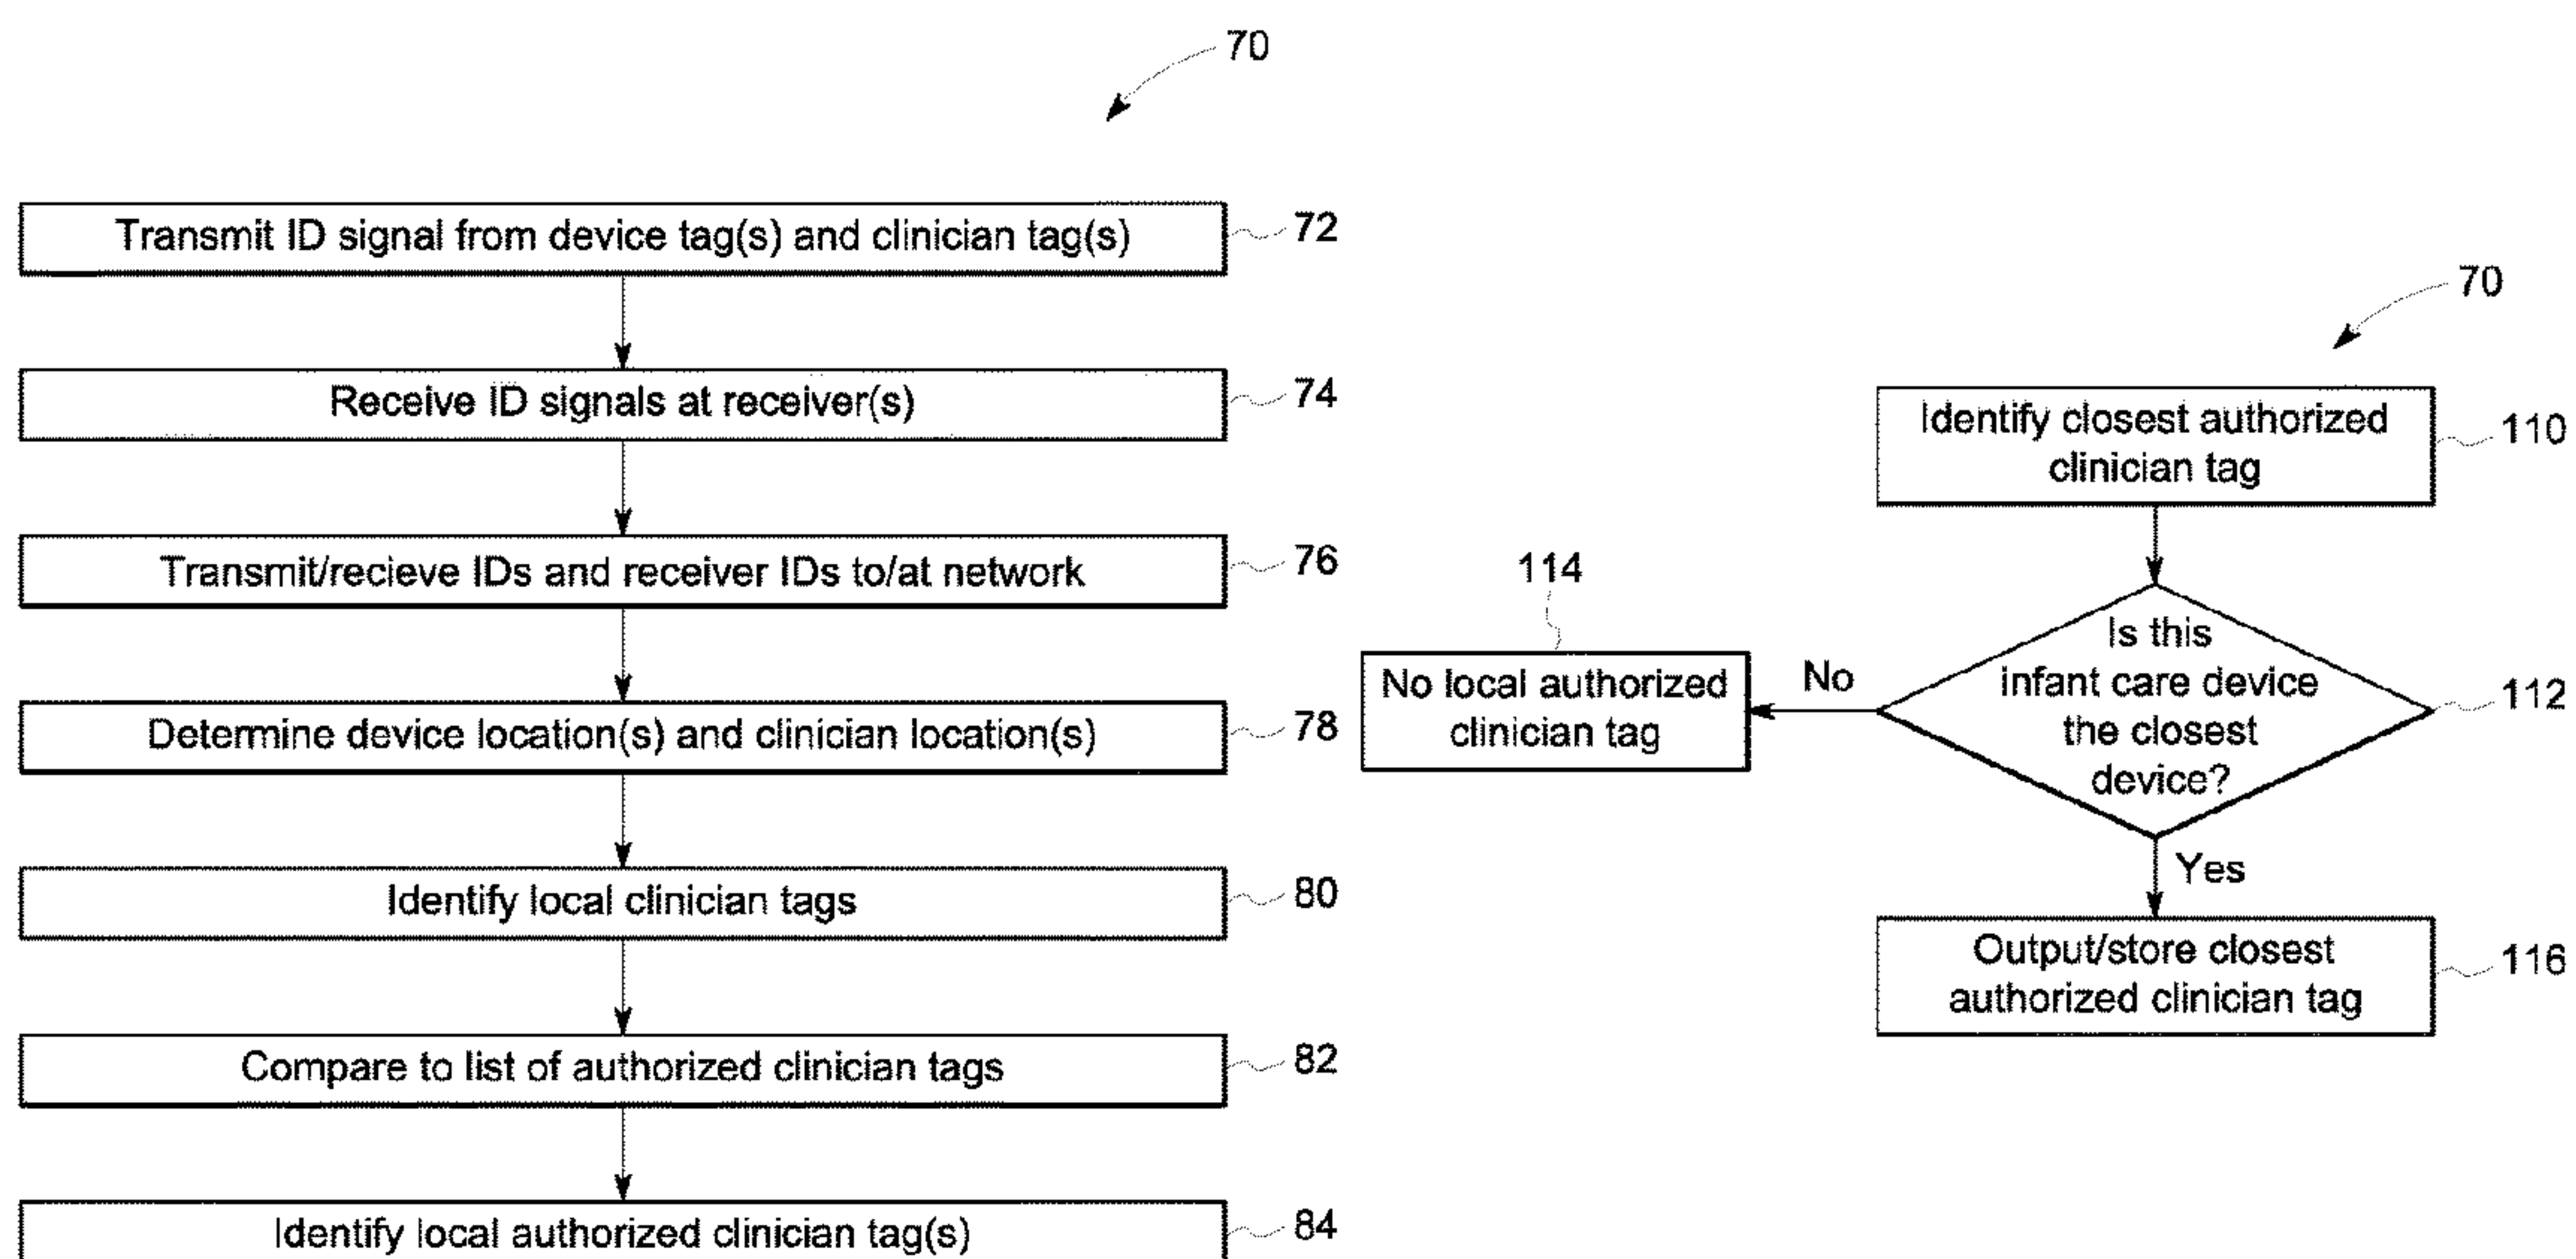 70
Transmit ID signal from device tag(s) and clinician tag(s)
72
Receive ID signals at receiver(s)
74
Transmit/recieve IDs and receiver IDs to/at network
76
Determine device location(s) and clinician location(s)
78
Identify local clinician tags
80
Compare to list of authorized clinician tags
82
Identify local authorized clinician tag(s)
84
70
Identify closest authorized
clinician tag
110
Is this
infant care device
the closest
device?
112
No
114
No local authorized
clinician tag
Yes
Output/store closest
authorized clinician tag
116